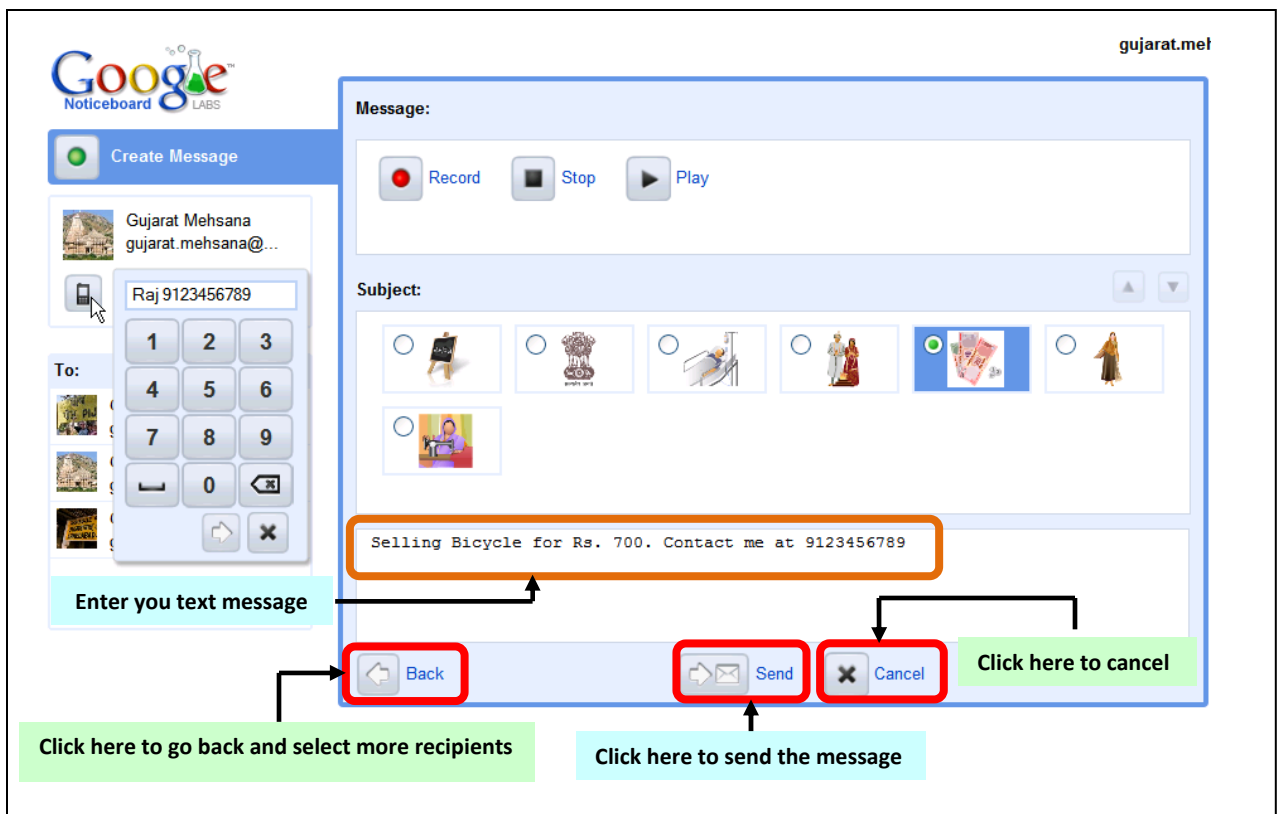 gujarat.meh
Google™
Noticeboard LABS
Create Message
Gujarat Mehsana
gujarat.mehsana@...
Raj 9123456789
1 2 3
4 5 6
7 8 9
0
To:
Message:
Record Stop Play
Subject:
Selling Bicycle for Rs. 700. Contact me at 9123456789
Enter you text message
Back Send Cancel
Click here to cancel
Click here to go back and select more recipients
Click here to send the message